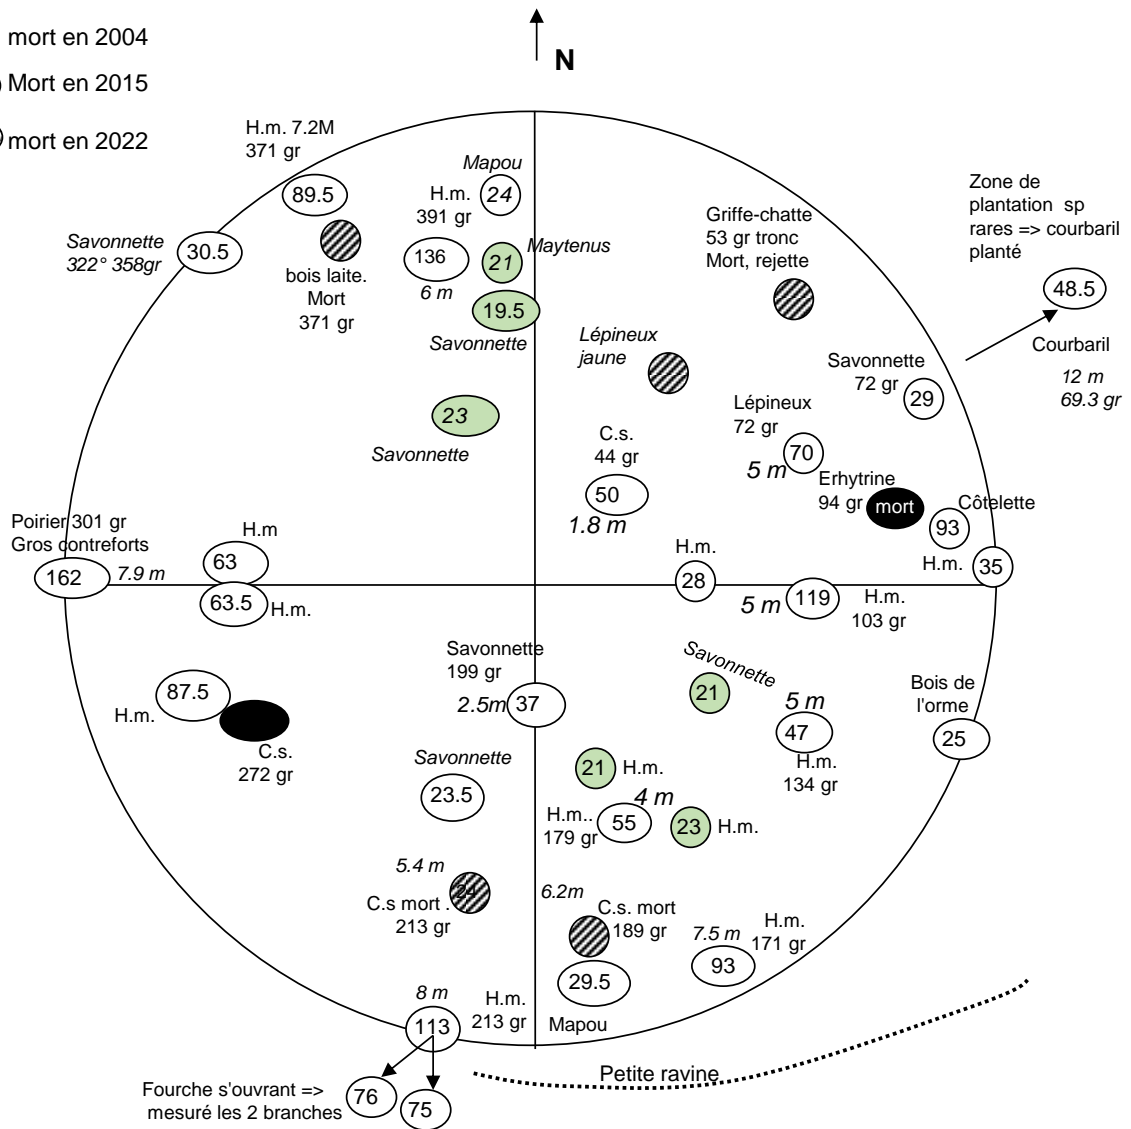 mort en 2004
N
Mort en 2015
mort en 2022
H.m. 7.2M
371 gr
89.5
Mapou
24
H.m.
391 gr
136
6 m
Maytenus
21
19.5
Savonnette
Savonnette
322° 358gr
30.5
bois laite.
Mort
371 gr
23
Savonnette
Griffe-chatte
53 gr tronc
Mort, rejette
Lépineux
jaune
Zone de
plantation sp
rares => courbaril
planté
48.5
Courbaril
12 m
69.3 gr
Savonnette
72 gr
29
Lépineux
72 gr
70
5 m
C.s.
44 gr
50
1.8 m
Erhytrine
94 gr
mort
Côtelette
93
H.m.
35
Poirier 301 gr
Gros contreforts
162
7.9 m
H.m
63
63.5
H.m.
H.m.
28
5 m
119
H.m.
103 gr
87.5
H.m.
C.s.
272 gr
Savonnette
199 gr
2.5m
37
Savonnette
21
5 m
47
H.m.
134 gr
Bois de
l'orme
25
Savonnette
23.5
21
H.m.
4 m
H.m..
179 gr
55
23
H.m.
5.4 m
24
C.s mort .
213 gr
6.2m
C.s. mort
189 gr
29.5
Mapou
7.5 m
H.m.
171 gr
93
8 m
113
H.m.
213 gr
Fourche s'ouvrant =>
mesuré les 2 branches
76
75
Petite ravine